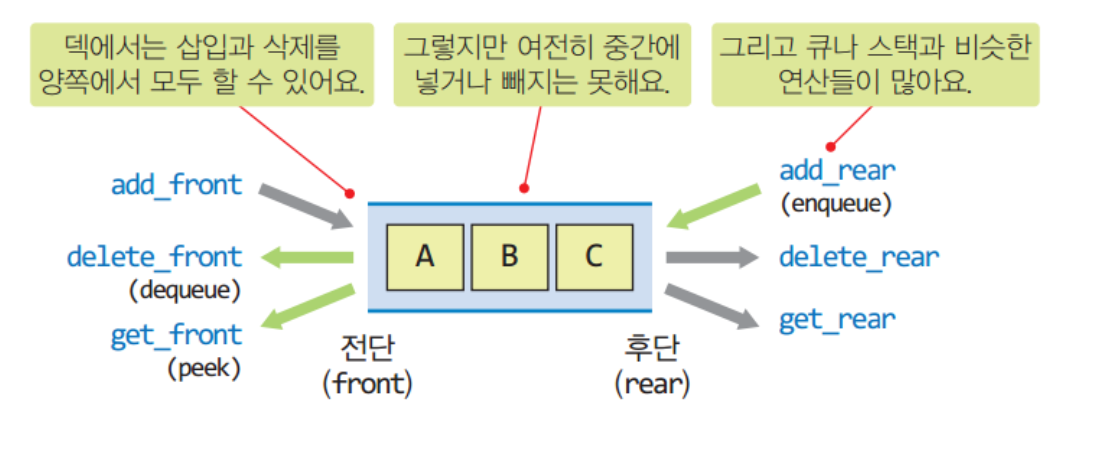 덱에서는 삽입과 삭제를
양쪽에서 모두 할 수 있어요.
그렇지만 여전히 중간에
넣거나 빼지는 못해요.
그리고 큐나 스택과 비슷한
연산들이 많아요.
add_front
delete_front
(dequeue)
get_front
(peek)
A B C
전단
(front)
후단
(rear)
add_rear
(enqueue)
delete_rear
get_rear